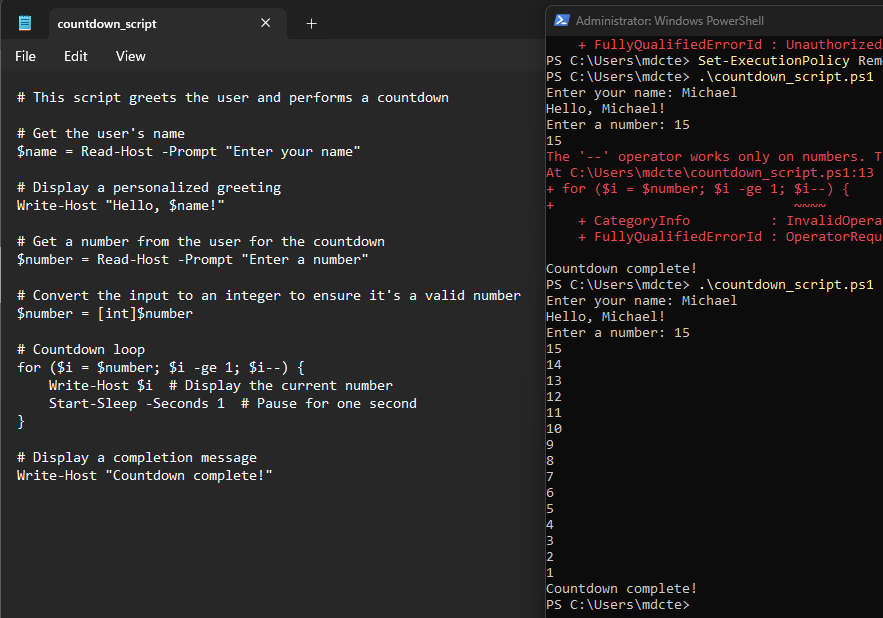 countdown_script
File Edit View
# This script greets the user and performs a countdown
# Get the user's name
$name = Read-Host -Prompt "Enter your name"
# Display a personalized greeting
Write-Host "Hello, $name!"
# Get a number from the user for the countdown
$number = Read-Host -Prompt "Enter a number"
# Convert the input to an integer to ensure it's a valid number
$number = [int]$number
# Countdown loop
for ($i = $number; $i -ge 1; $i--) {
    Write-Host $i  # Display the current number
    Start-Sleep -Seconds 1  # Pause for one second
}
# Display a completion message
Write-Host "Countdown complete!"
Administrator: Windows PowerShell
    + FullyQualifiedErrorId : Unauthorized
PS C:\Users\mdcte> Set-ExecutionPolicy Rem
PS C:\Users\mdcte> .\countdown_script.ps1
Enter your name: Michael
Hello, Michael!
Enter a number: 15
15
The '--' operator works only on numbers. T
At C:\Users\mdcte\countdown_script.ps1:13
+ for ($i = $number; $i -ge 1; $i--) {
+                              ~~~~
    + CategoryInfo          : InvalidOpera
    + FullyQualifiedErrorId : OperatorRequ
Countdown complete!
PS C:\Users\mdcte> .\countdown_script.ps1
Enter your name: Michael
Hello, Michael!
Enter a number: 15
15
14
13
12
11
10
9
8
7
6
5
4
3
2
1
Countdown complete!
PS C:\Users\mdcte>